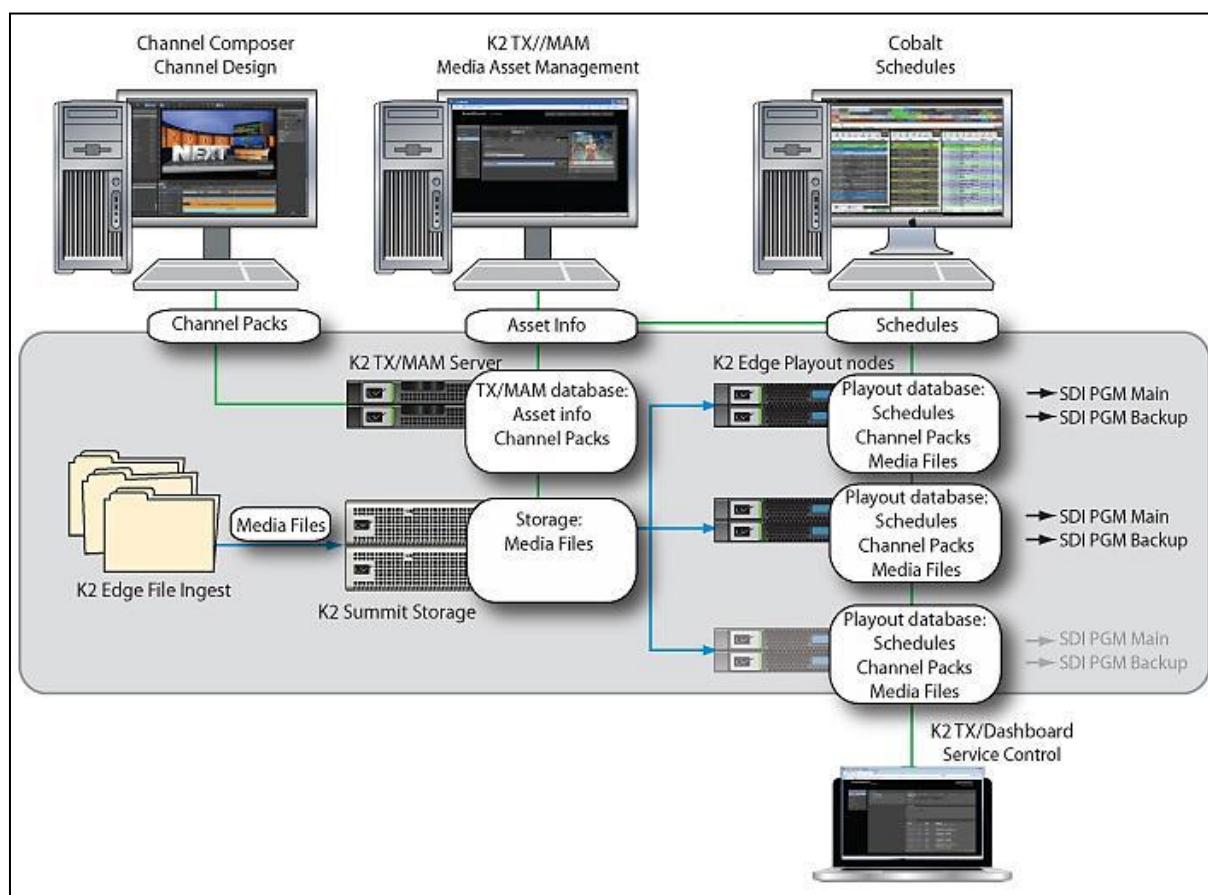 Channel Composer
Channel Design
K2 TX//MAM
Media Asset Management
Cobalt
Schedules
NEXT
Channel Packs
Asset Info
Schedules
K2 TX/MAM Server
TX/MAM database:
Asset info
Channel Packs
K2 Edge Playout nodes
Playout database:
Schedules
Channel Packs
Media Files
SDI PGM Main
SDI PGM Backup
K2 Edge File Ingest
Media Files
Storage:
Media Files
K2 Summit Storage
Playout database:
Schedules
Channel Packs
Media Files
SDI PGM Main
SDI PGM Backup
Playout database:
Schedules
Channel Packs
Media Files
SDI PGM Main
SDI PGM Backup
K2 TX/Dashboard
Service Control